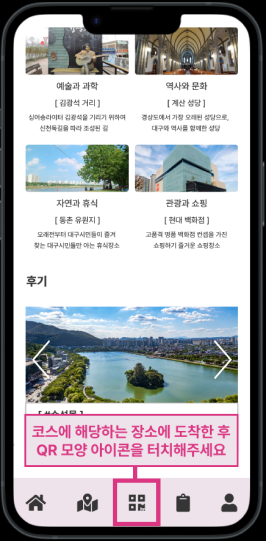 예술과 과학
역사와 문화
[ 김광석 거리 ]
[ 계산 성당 ]
싱어송라이터 김광석을 기리기 위하여
신천둑길을 따라 조성된 길
경상도에서 가장 오래된 성당으로,
대구와 역사를 함께한 성당
자연과 휴식
관광과 쇼핑
[ 동촌 유원지 ]
[ 현대 백화점 ]
오래전부터 대구시민들이 즐겨
찾는 대구시민들만 아는 휴식장소
고품격 명품 백화점 컨셉을 가진
쇼핑하기 즐거운 쇼핑장소
후기
코스에 해당하는 장소에 도착한 후
QR 모양 아이콘을 터치해주세요